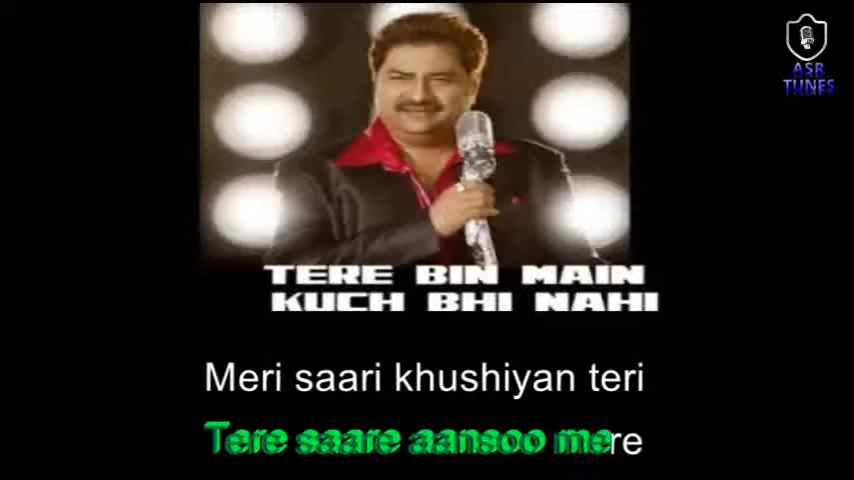 ASR
TUNES
TERE BIN MAIN
KUCH BHI NAHI
Meri saari khushiyan teri
Tere saare aansoo mere